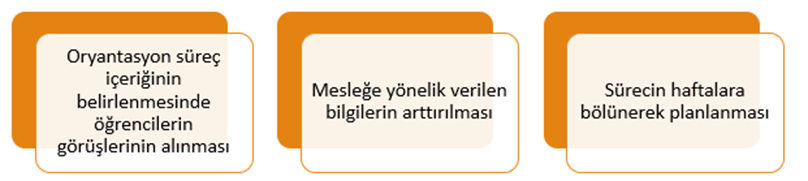 Oryantasyon süreç
içeriğinin
belirlenmesinde
öğrencilerin
görüşlerinin alınması
Mesleğe yönelik verilen
bilgilerin arttırılması
Sürecin haftalara
bölünerek planlanması